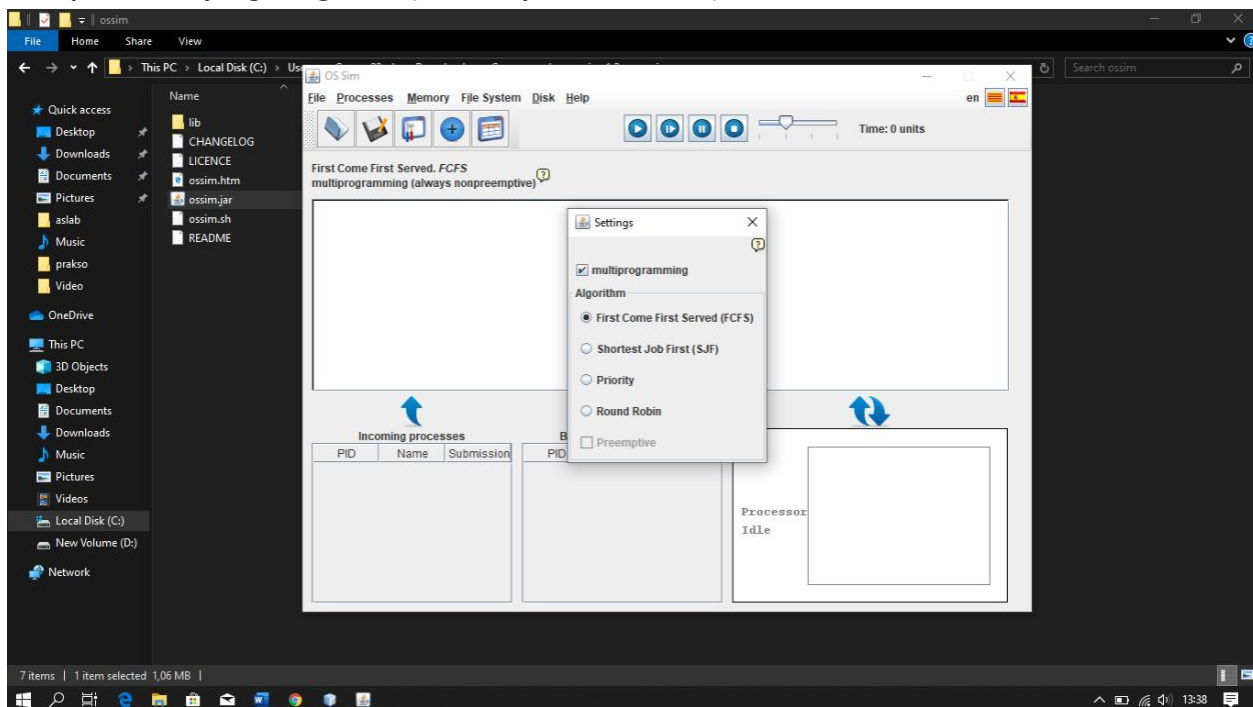 ossim
File Home Share View
This PC > Local Disk (C:) >
Search ossim
Quick access
Desktop
Downloads
Documents
Pictures
aslab
Music
prakso
Video
OneDrive
This PC
3D Objects
Desktop
Documents
Downloads
Music
Pictures
Videos
Local Disk (C:)
New Volume (D:)
Network
Name
lib
CHANGELOG
LICENCE
ossim.htm
ossim.jar
ossim.sh
README
OS Sim
File Processes Memory File System Disk Help
en
Time: 0 units
First Come First Served. FCFS
multiprogramming (always nonpreemptive)
Settings
multiprogramming
Algorithm
First Come First Served (FCFS)
Shortest Job First (SJF)
Priority
Round Robin
Preemptive
Incoming processes
PID Name Submission
PID
Processor
Idle
7 items 1 item selected 1,06 MB
13:38